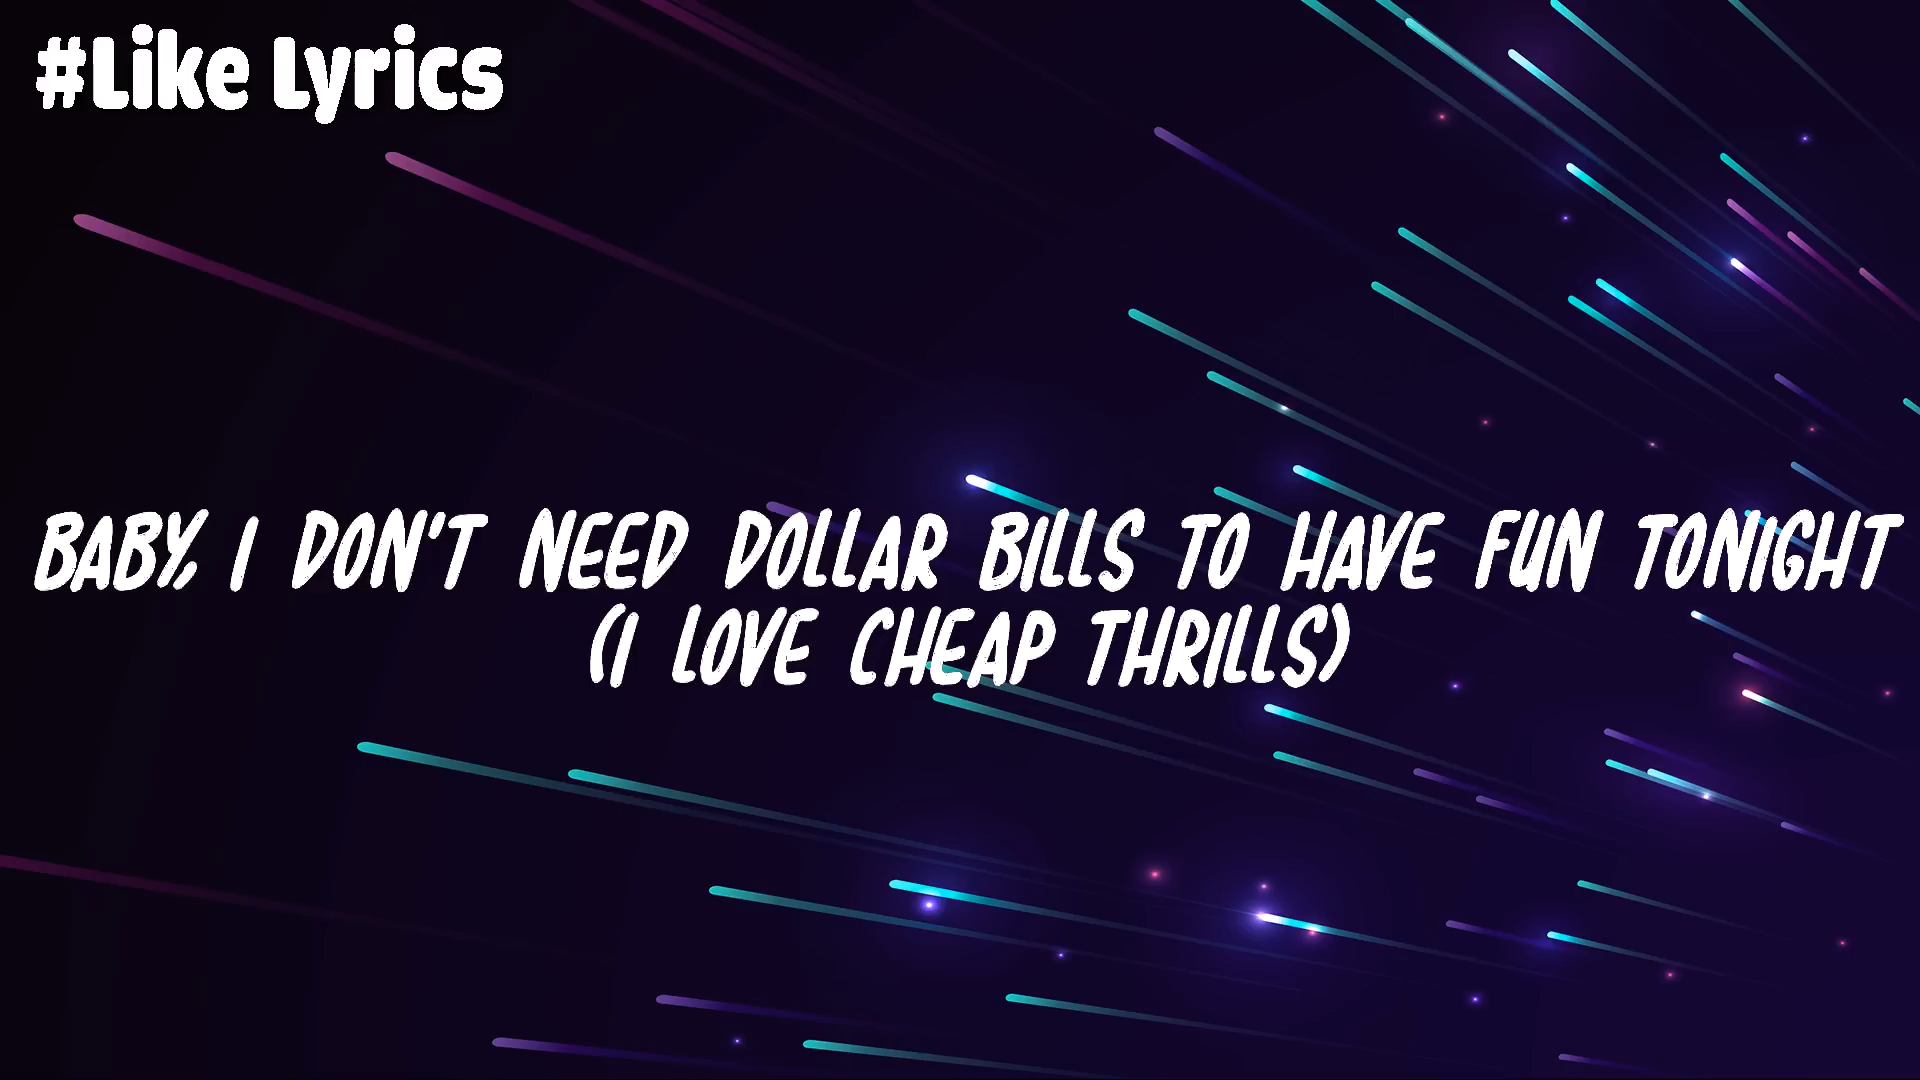 #Like Lyrics
BABY, I DON'T NEED DOLLAR BILLS TO HAVE FUN TONIGHT
(I LOVE CHEAP THRILLS)